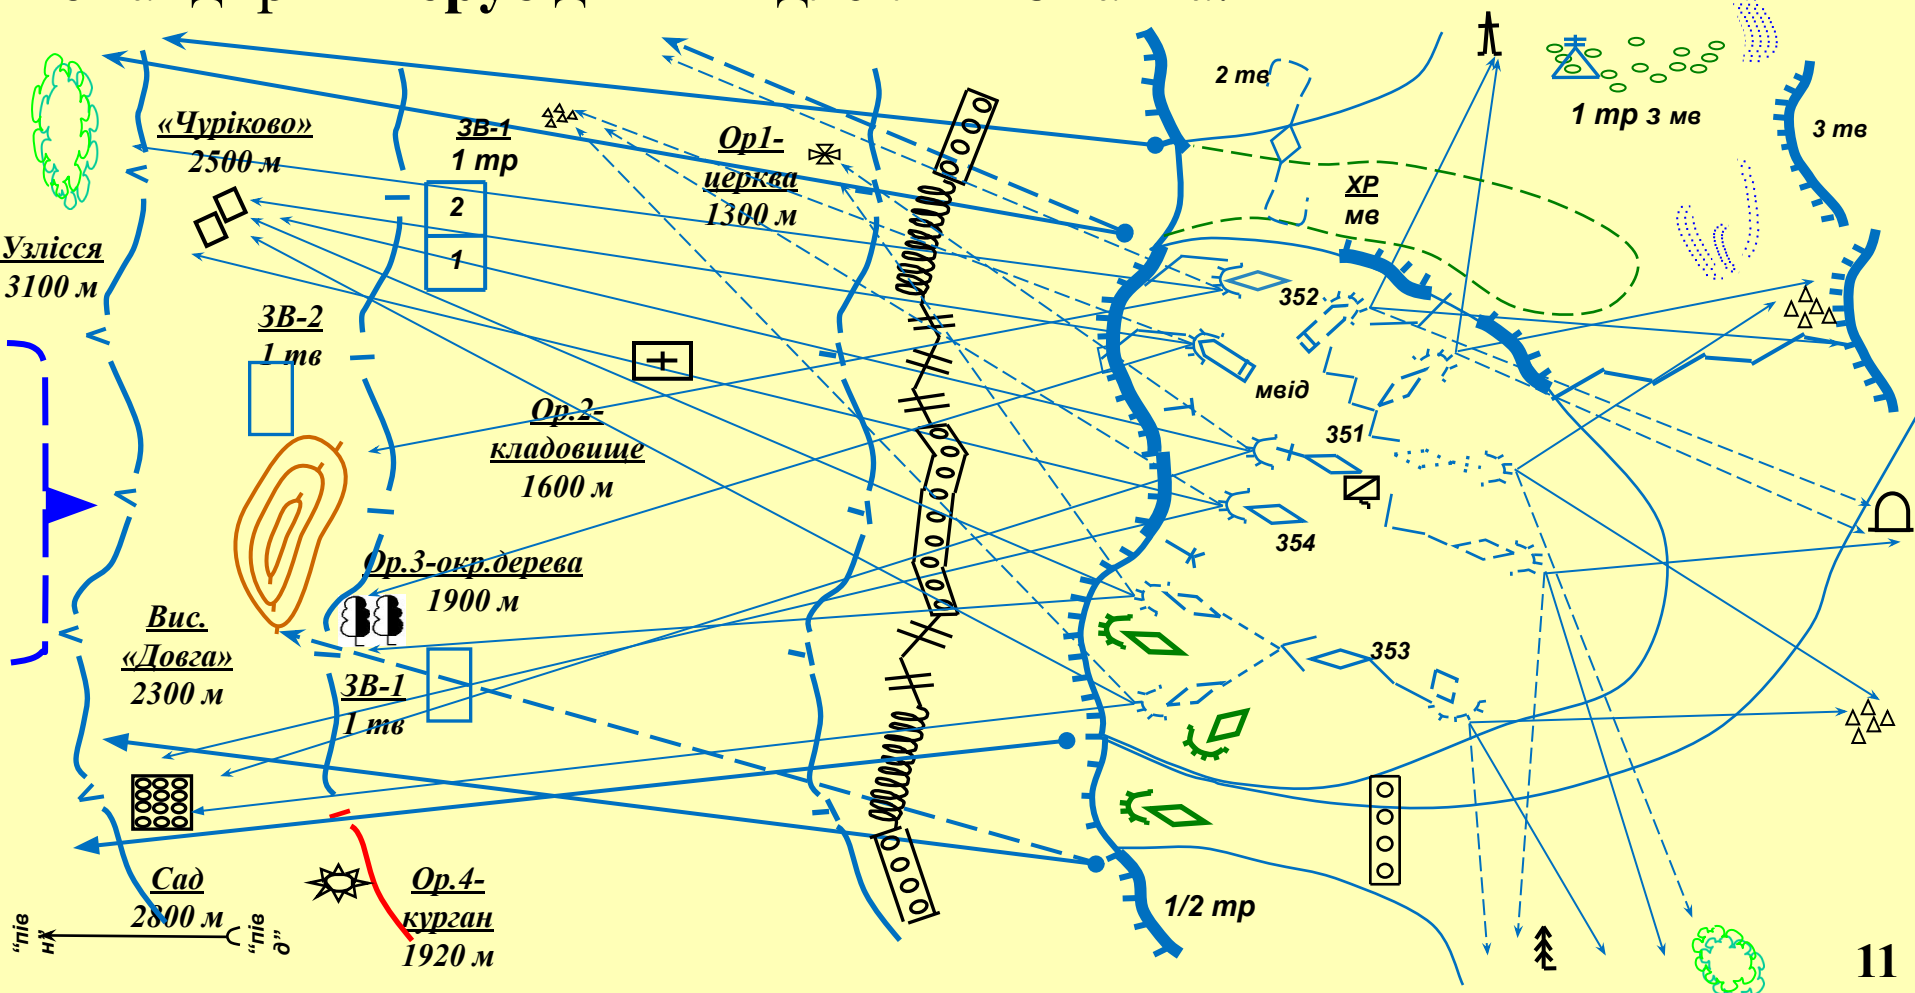 2 тв
1 тр з мв
3 тв
«Чуріково»
2500 м
ЗВ-1
1 тр
2
1
Ор1-
церква
1300 м
ХР
мв
Узлісся
3100 м
ЗВ-2
1 тв
352
мвід
351
Ор.2-
кладовище
1600 м
354
Ор.3-окр.дерева
1900 м
Вис.
«Довга»
2300 м
353
ЗВ-1
1 тв
Сад
2800 м
Ор.4-
курган
1920 м
1/2 тр
“пів
н”
“пів
д”
11